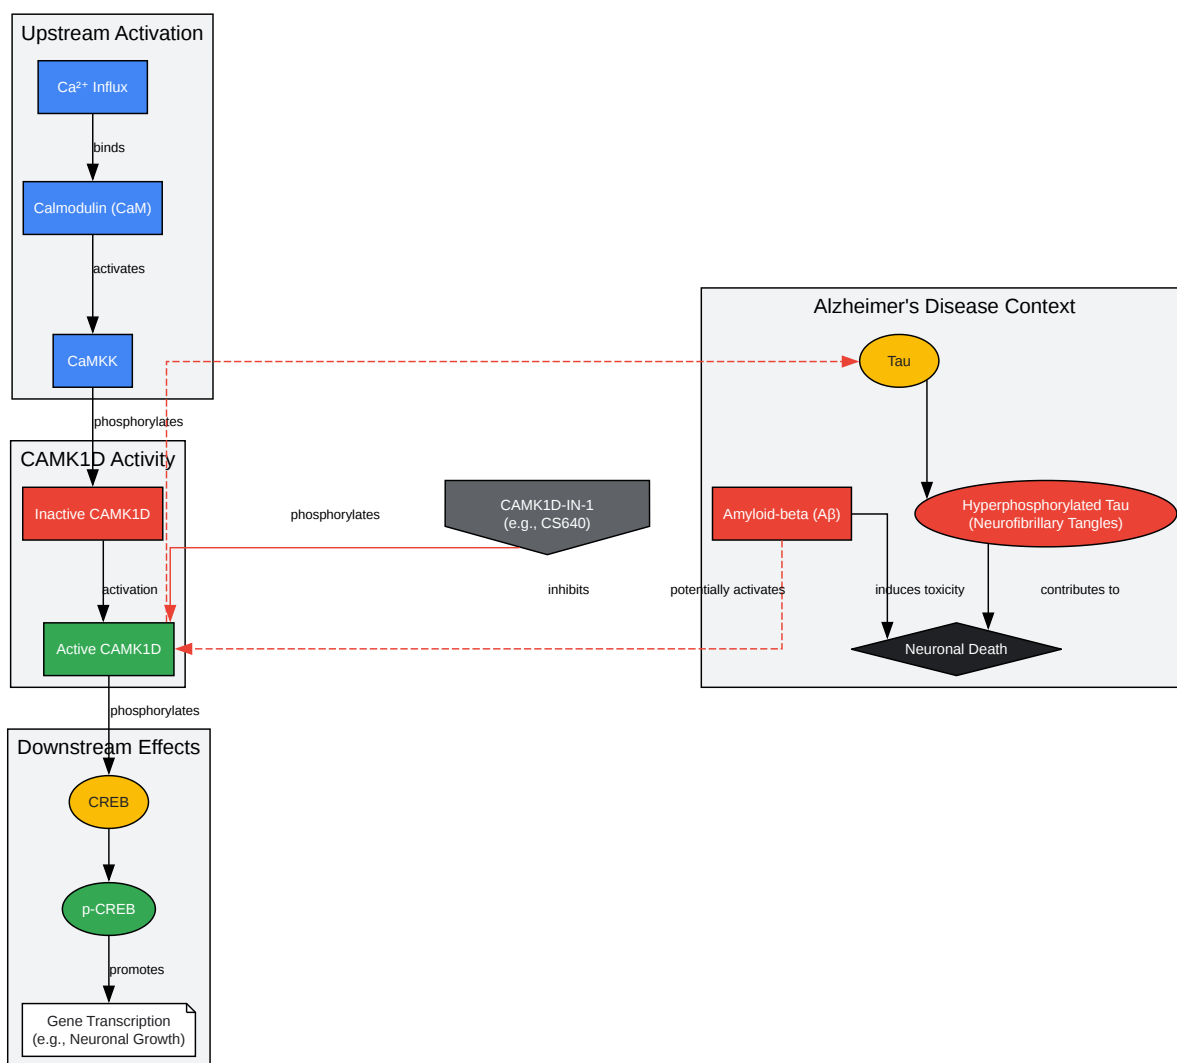 Upstream Activation
Ca²⁺ Influx
binds
Calmodulin (CaM)
activates
CaMKK
phosphorylates
CAMK1D Activity
Inactive CAMK1D
activation
Active CAMK1D
phosphorylates
Downstream Effects
CREB
p-CREB
promotes
Gene Transcription
(e.g., Neuronal Growth)
phosphorylates
CAMK1D-IN-1
(e.g., CS640)
inhibits
Alzheimer's Disease Context
Tau
Amyloid-beta (Aβ)
Hyperphosphorylated Tau
(Neurofibrillary Tangles)
potentially activates
induces toxicity
contributes to
Neuronal Death